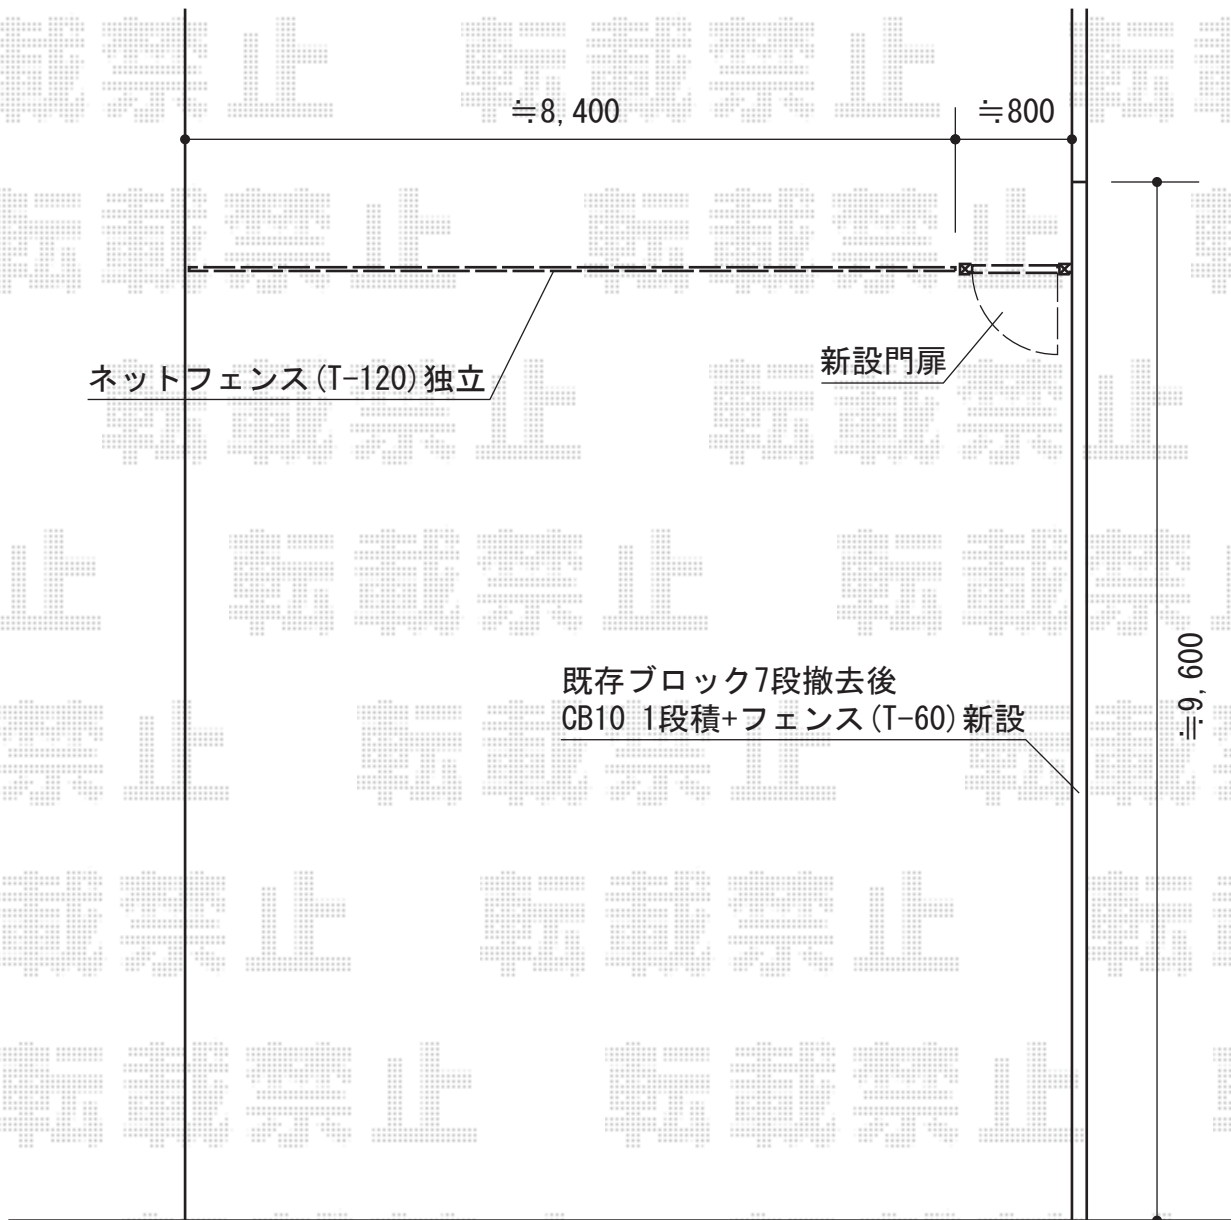 ≒8,400
≒800
ネットフェンス(T-120)独立
新設門扉
既存ブロック7段撤去後
CB10 1段積+フェンス(T-60)新設
≒9,600
転載禁止